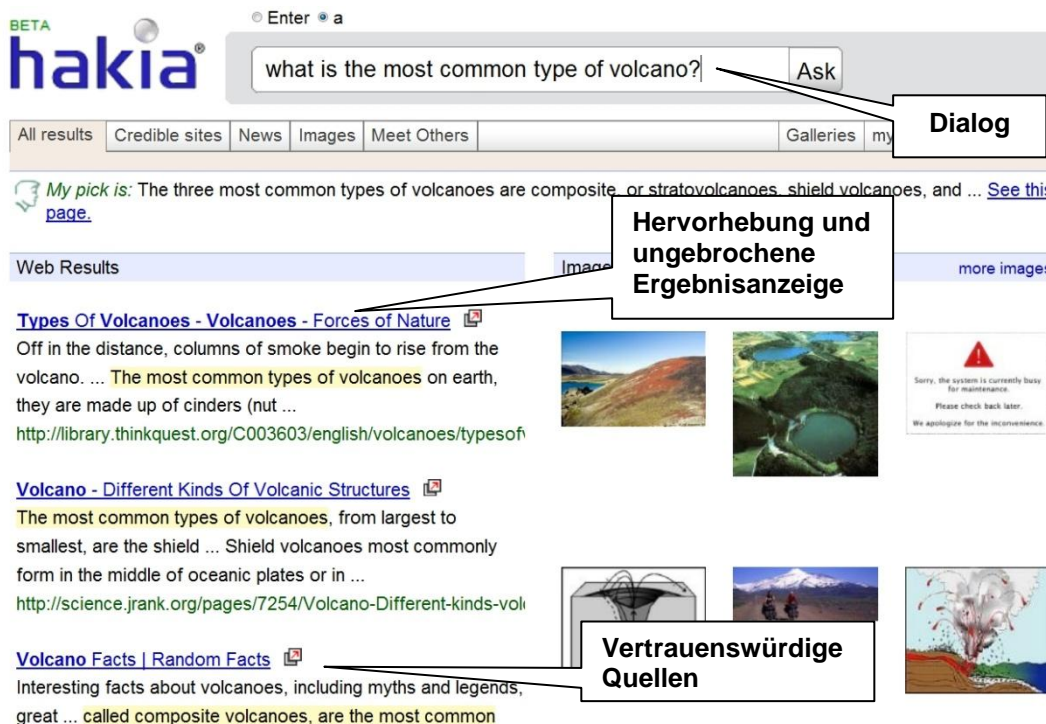 BETA
hakia®
Enter a
what is the most common type of volcano?
Ask
Dialog
All results Credible sites News Images Meet Others Galleries my
My pick is: The three most common types of volcanoes are composite, or stratovolcanoes, shield volcanoes, and ... See this
page.
Hervorhebung und
ungebrochene
Ergebnisanzeige
Web Results
Image
more images
Types Of Volcanoes - Volcanoes - Forces of Nature
Off in the distance, columns of smoke begin to rise from the
volcano. ... The most common types of volcanoes on earth,
they are made up of cinders (nut ...
http://library.thinkquest.org/C003603/english/volcanoes/typesofv
Sorry, the system is currently busy
for maintenance.
Please check back later.
We apologize for the inconvenience.
Volcano - Different Kinds Of Volcanic Structures
The most common types of volcanoes, from largest to
smallest, are the shield ... Shield volcanoes most commonly
form in the middle of oceanic plates or in ...
http://science.jrank.org/pages/7254/Volcano-Different-kinds-volc
Vertrauenswürdige
Quellen
Volcano Facts | Random Facts
Interesting facts about volcanoes, including myths and legends,
great ... called composite volcanoes, are the most common